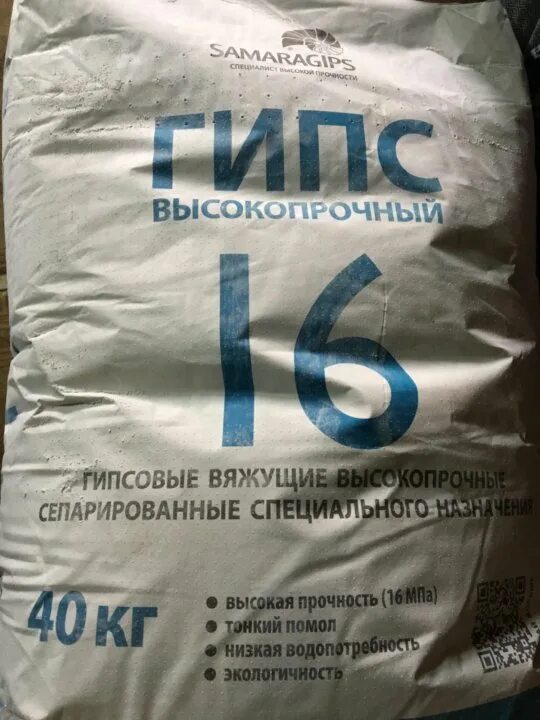 SAMARAGIPS
СПЕЦИАЛИСТ ВЫСОКОЙ ПРОЧНОСТИ
ГИПС
ВЫСОКОПРОЧНЫЙ
16
ГИПСОВЫЕ ВЯЖУЩИЕ ВЫСОКОПРОЧНЫЕ
СЕПАРИРОВАННЫЕ СПЕЦИАЛЬНОГО НАЗНАЧЕНИЯ
40 КГ
• ВЫСОКАЯ ПРОЧНОСТЬ (16 МПа)
• ТОНКИЙ ПОМОЛ
• НИЗКАЯ ВОДОПОТРЕБНОСТЬ
• ЭКОЛОГИЧНОСТЬ